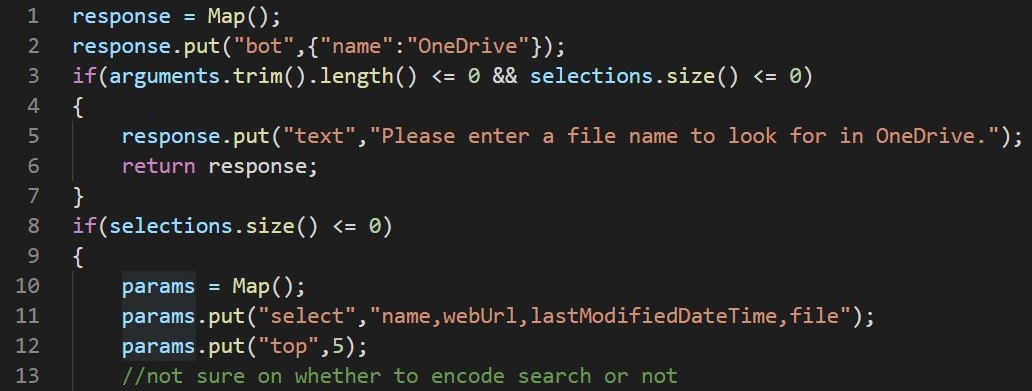 1 response = Map();
2 response.put("bot",{"name":"OneDrive"});
3 if(arguments.trim().length() <= 0 && selections.size() <= 0)
4 {
5 response.put("text","Please enter a file name to look for in OneDrive.");
6 return response;
7 }
8 if(selections.size() <= 0)
9 {
10 params = Map();
11 params.put("select","name,webUrl,lastModifiedDateTime,file");
12 params.put("top",5);
13 //not sure on whether to encode search or not